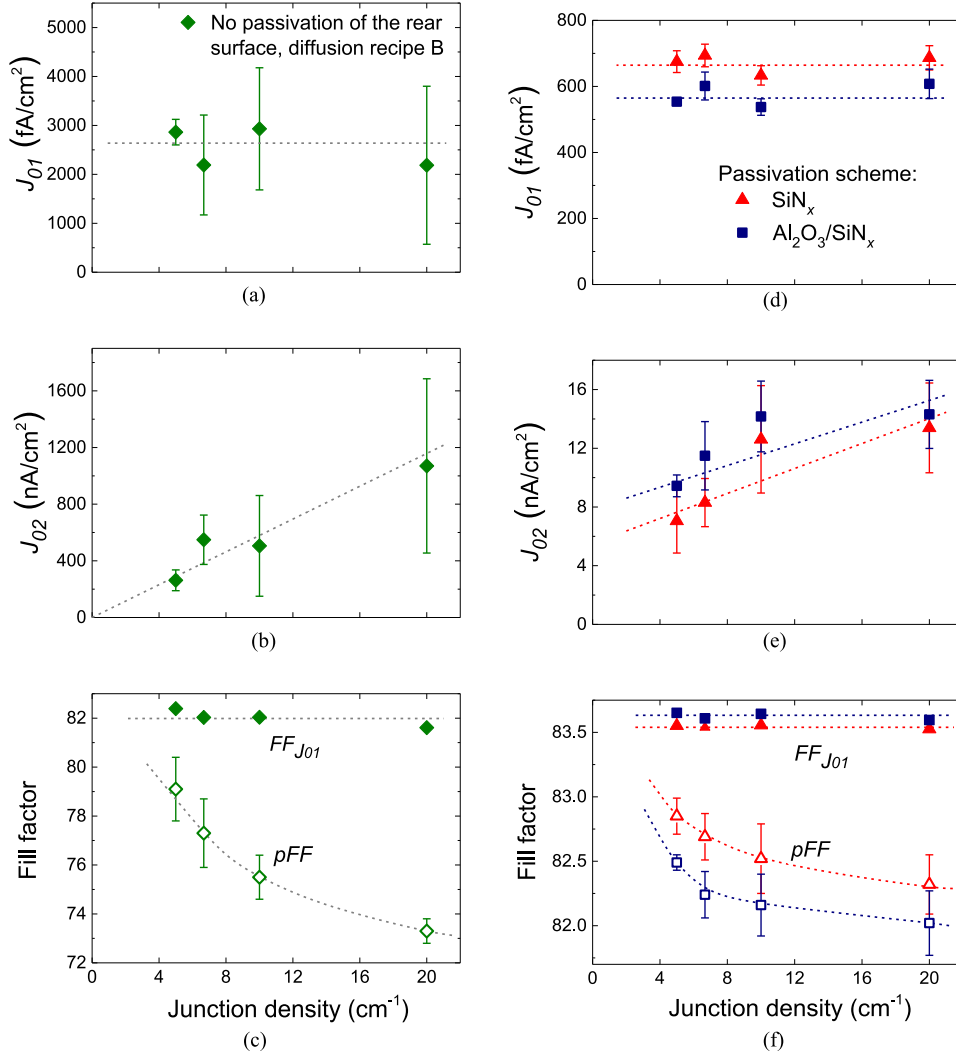 5000
4000
3000
2000
1000
0
J01 (fA/cm²)
No passivation of the rear
surface, diffusion recipe B
(a)
1600
1200
800
400
0
J02 (nA/cm²)
(b)
82
80
78
76
74
72
Fill factor
FFJ01
pFF
0 4 8 12 16 20
Junction density (cm⁻¹)
(c)
800
600
400
200
0
J01 (fA/cm²)
Passivation scheme:
SiNx
Al₂O₃/SiNx
(d)
16
12
8
4
0
J02 (nA/cm²)
(e)
83.5
83.0
82.5
82.0
Fill factor
FFJ01
pFF
0 4 8 12 16 20
Junction density (cm⁻¹)
(f)